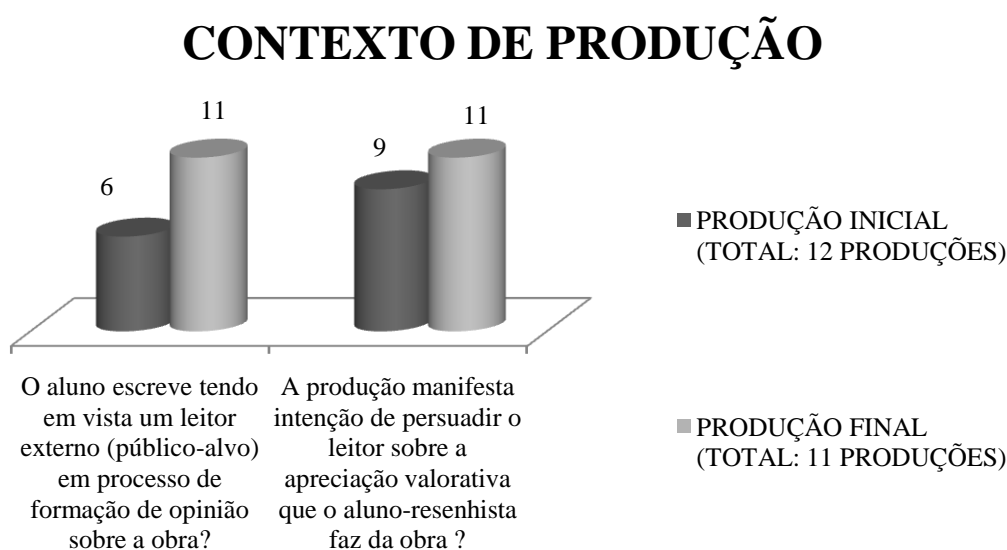 CONTEXTO DE PRODUÇÃO
11
11
9
6
PRODUÇÃO INICIAL
(TOTAL: 12 PRODUÇÕES)
O aluno escreve tendo
em vista um leitor
externo (público-alvo)
em processo de
formação de opinião
sobre a obra?
A produção manifesta
intenção de persuadir o
leitor sobre a
apreciação valorativa
que o aluno-resenhista
faz da obra ?
PRODUÇÃO FINAL
(TOTAL: 11 PRODUÇÕES)